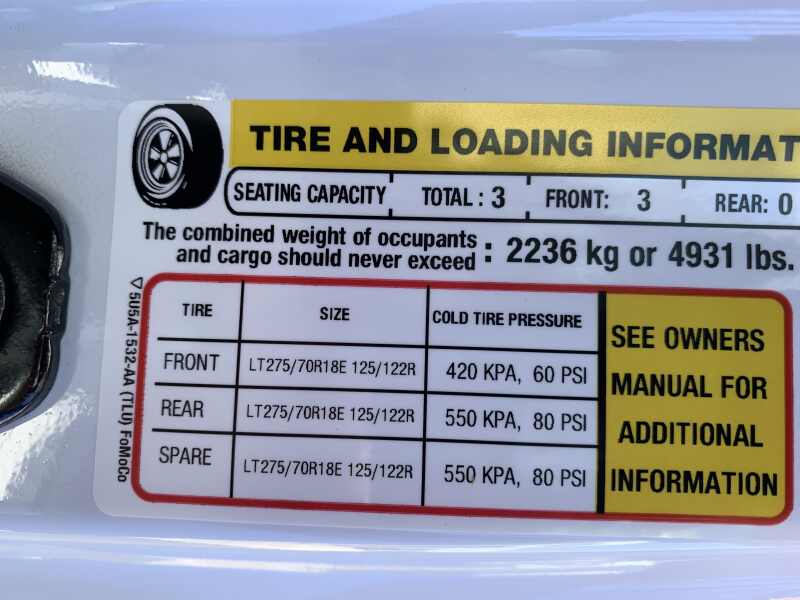 TIRE AND LOADING INFORMAT
SEATING CAPACITY TOTAL : 3 FRONT: 3 REAR: 0
The combined weight of occupants
and cargo should never exceed : 2236 kg or 4931 lbs.
TIRE SIZE COLD TIRE PRESSURE
FRONT LT275/70R18E 125/122R 420 KPA, 60 PSI
REAR LT275/70R18E 125/122R 550 KPA, 80 PSI
SPARE LT275/70R18E 125/122R 550 KPA, 80 PSI
SEE OWNERS
MANUAL FOR
ADDITIONAL
INFORMATION
5U5A-1532-AA (TLU) FoMoCo